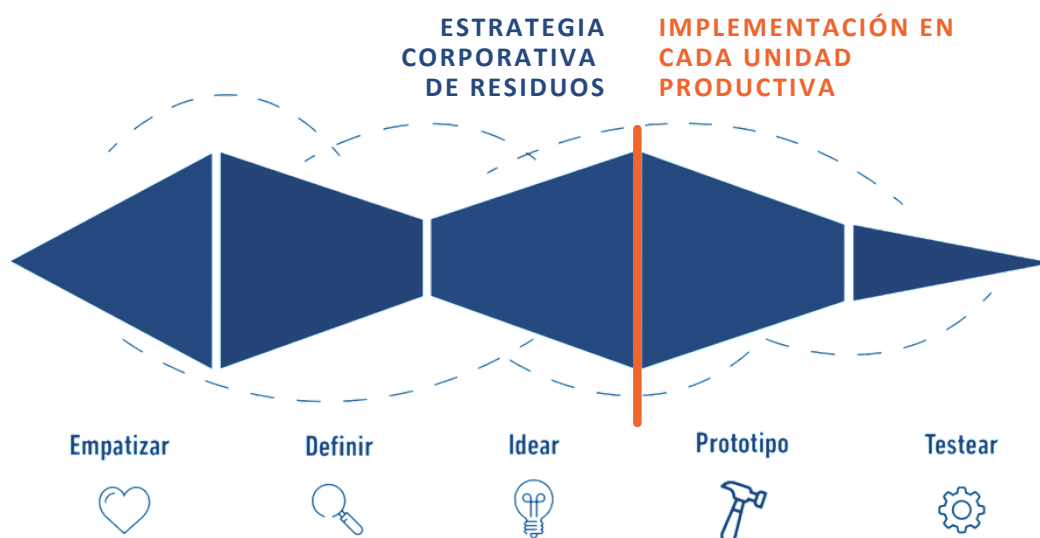 ESTRATEGIA
CORPORATIVA
DE RESIDUOS
IMPLEMENTACIÓN EN
CADA UNIDAD
PRODUCTIVA
Empatizar
Definir
Idear
Prototipo
Testear